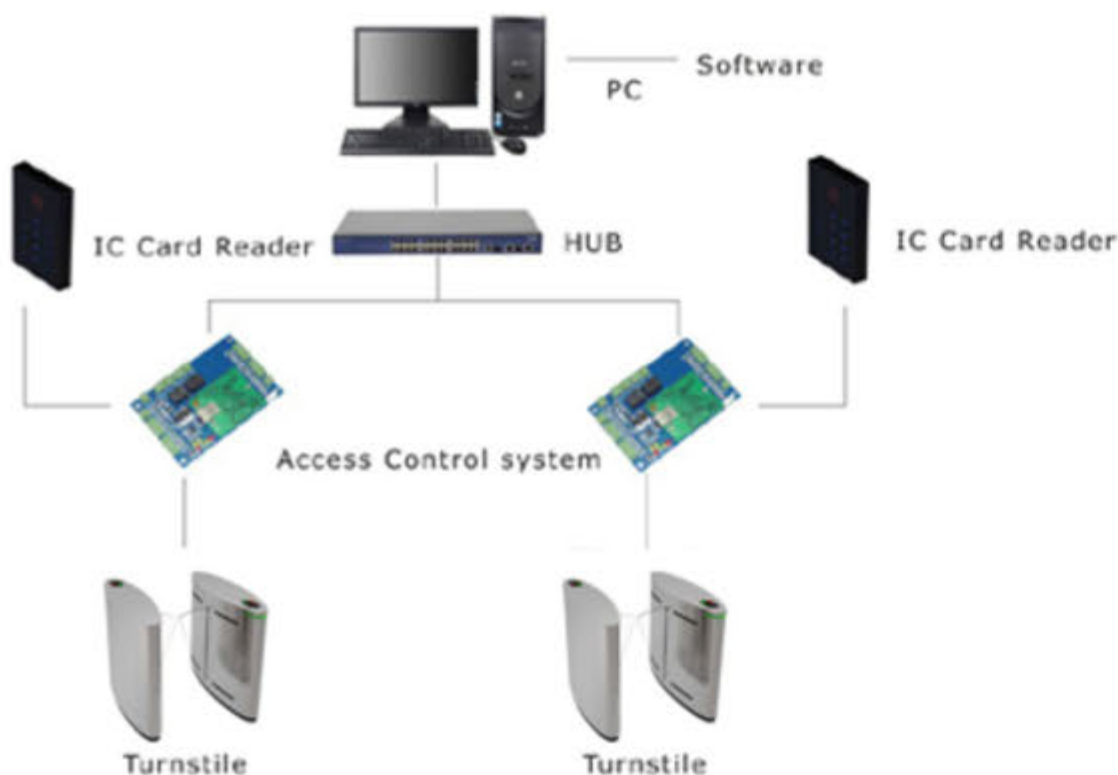 Software
PC
IC Card Reader
HUB
IC Card Reader
Access Control system
Turnstile
Turnstile